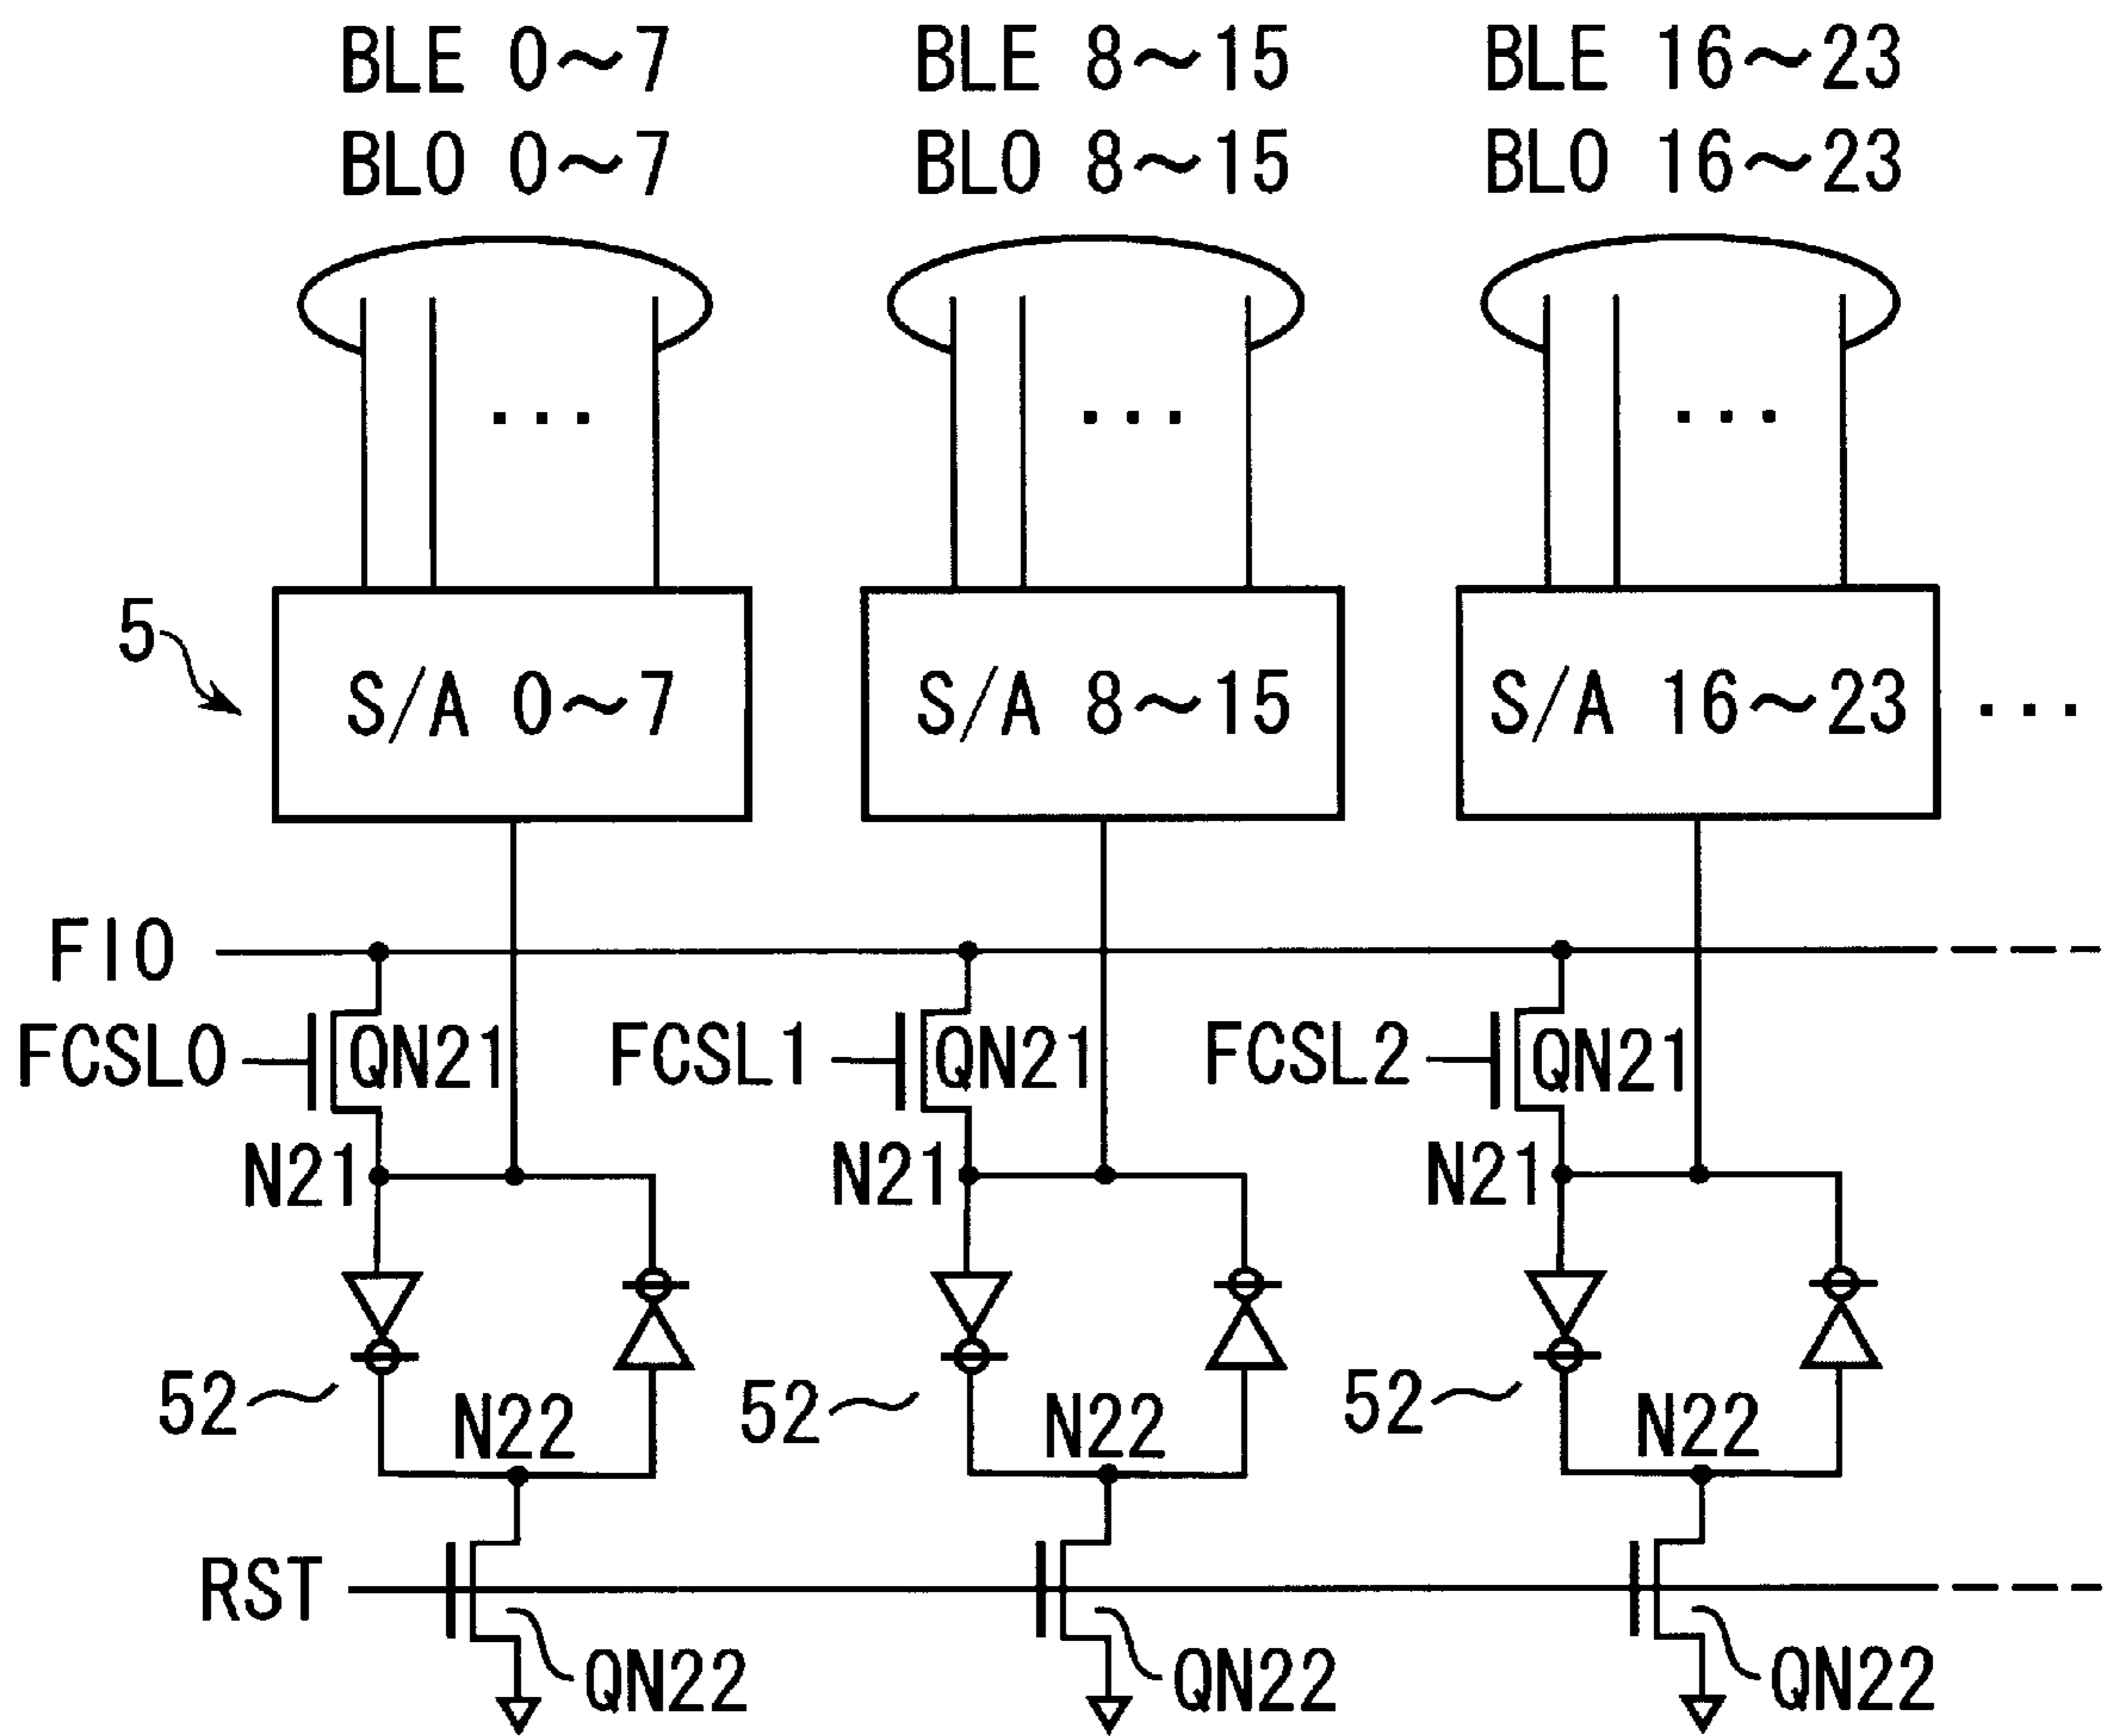 BLE 0～7 BLE 8～15 BLE 16～23
BLO 0～7 BLO 8～15 BLO 16～23
5
S/A 0～7 S/A 8～15 S/A 16～23 ...
FIO
FCSL0 QN21 FCSL1 QN21 FCSL2 QN21
N21 N21 N21
52 N22 52 N22 52 N22
RST
QN22 QN22 QN22